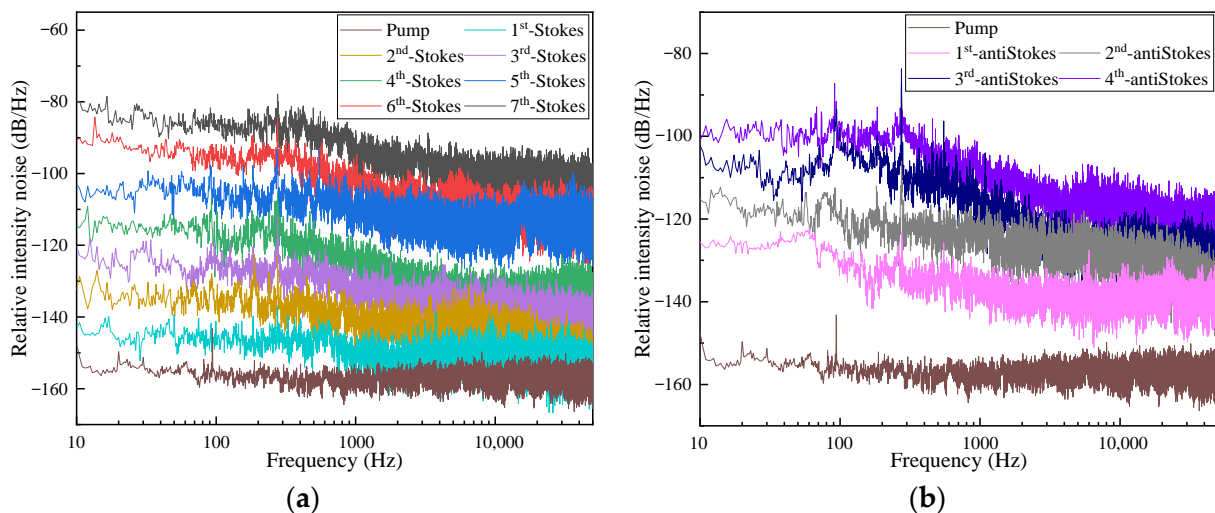 Relative intensity noise (dB/Hz)
−60
−80
−100
−120
−140
−160
Pump 1st-Stokes
2nd-Stokes 3rd-Stokes
4th-Stokes 5th-Stokes
6th-Stokes 7th-Stokes
10 100 1000 10,000
Frequency (Hz)
(a)
Relative intensity noise (dB/Hz)
−80
−100
−120
−140
−160
Pump
1st-antiStokes 2nd-antiStokes
3rd-antiStokes 4th-antiStokes
10 100 1000 10,000
Frequency (Hz)
(b)